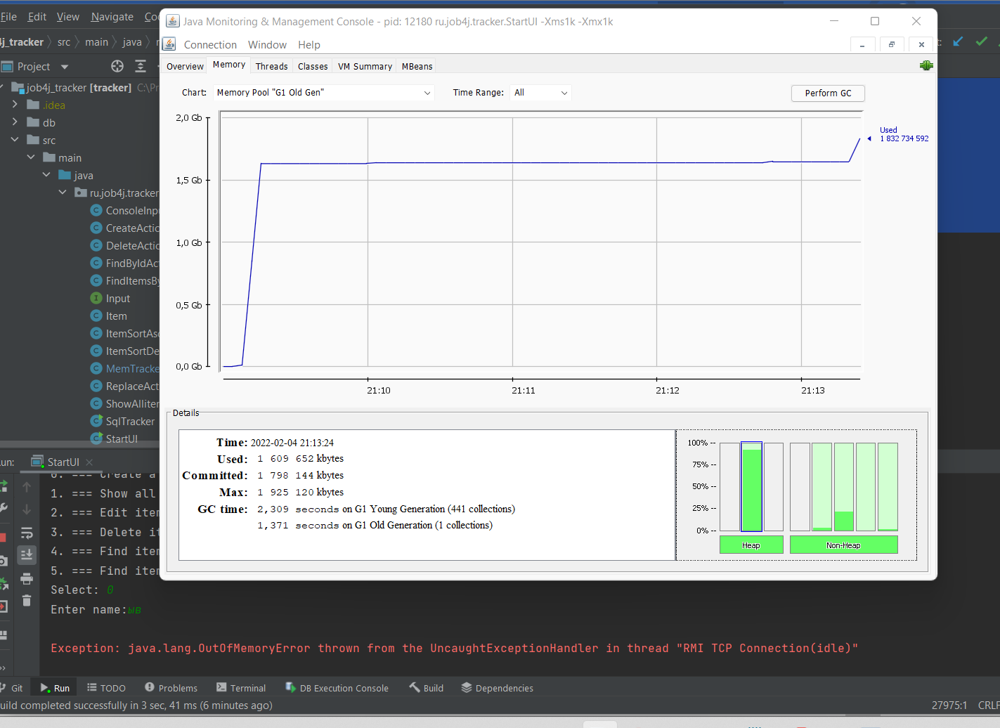 File Edit View Navigate Co
Java Monitoring & Management Console - pid: 12180 ru.job4j.tracker.StartUI -Xms1k -Xmx1k
Connection Window Help
4j_tracker src main java
Project
Overview Memory Threads Classes VM Summary MBeans
Chart: Memory Pool "G1 Old Gen" Time Range: All Perform GC
job4j_tracker [tracker] C:\Pr
.idea
db
src
main
java
ru.job4j.tracker
ConsoleInpu
CreateActio
DeleteActio
FindByIdAct
FindItemsBy
Input
Item
ItemSortAsc
ItemSortDe
MemTracke
ReplaceAct
ShowAllIter
SqlTracker
StartUI
2,0 Gb
1,5 Gb
1,0 Gb
0,5 Gb
0,0 Gb
Used
1 832 734 592
21:10 21:11 21:12 21:13
Details
Time: 2022-02-04 21:13:24
Used: 1 609 652 kbytes
Committed: 1 798 144 kbytes
Max: 1 925 120 kbytes
GC time: 2,309 seconds on G1 Young Generation (441 collections)
1,371 seconds on G1 Old Generation (1 collections)
100% --
75% --
50% --
25% --
0% --
Heap Non-Heap
un: StartUI
0. === Create a
1. === Show all
2. === Edit item
3. === Delete it
4. === Find item
5. === Find item
Select: 0
Enter name:ыв
Exception: java.lang.OutOfMemoryError thrown from the UncaughtExceptionHandler in thread "RMI TCP Connection(idle)"
Git Run TODO Problems Terminal DB Execution Console Build Dependencies
uild completed successfully in 3 sec, 41 ms (6 minutes ago) 27975:1 CRLF